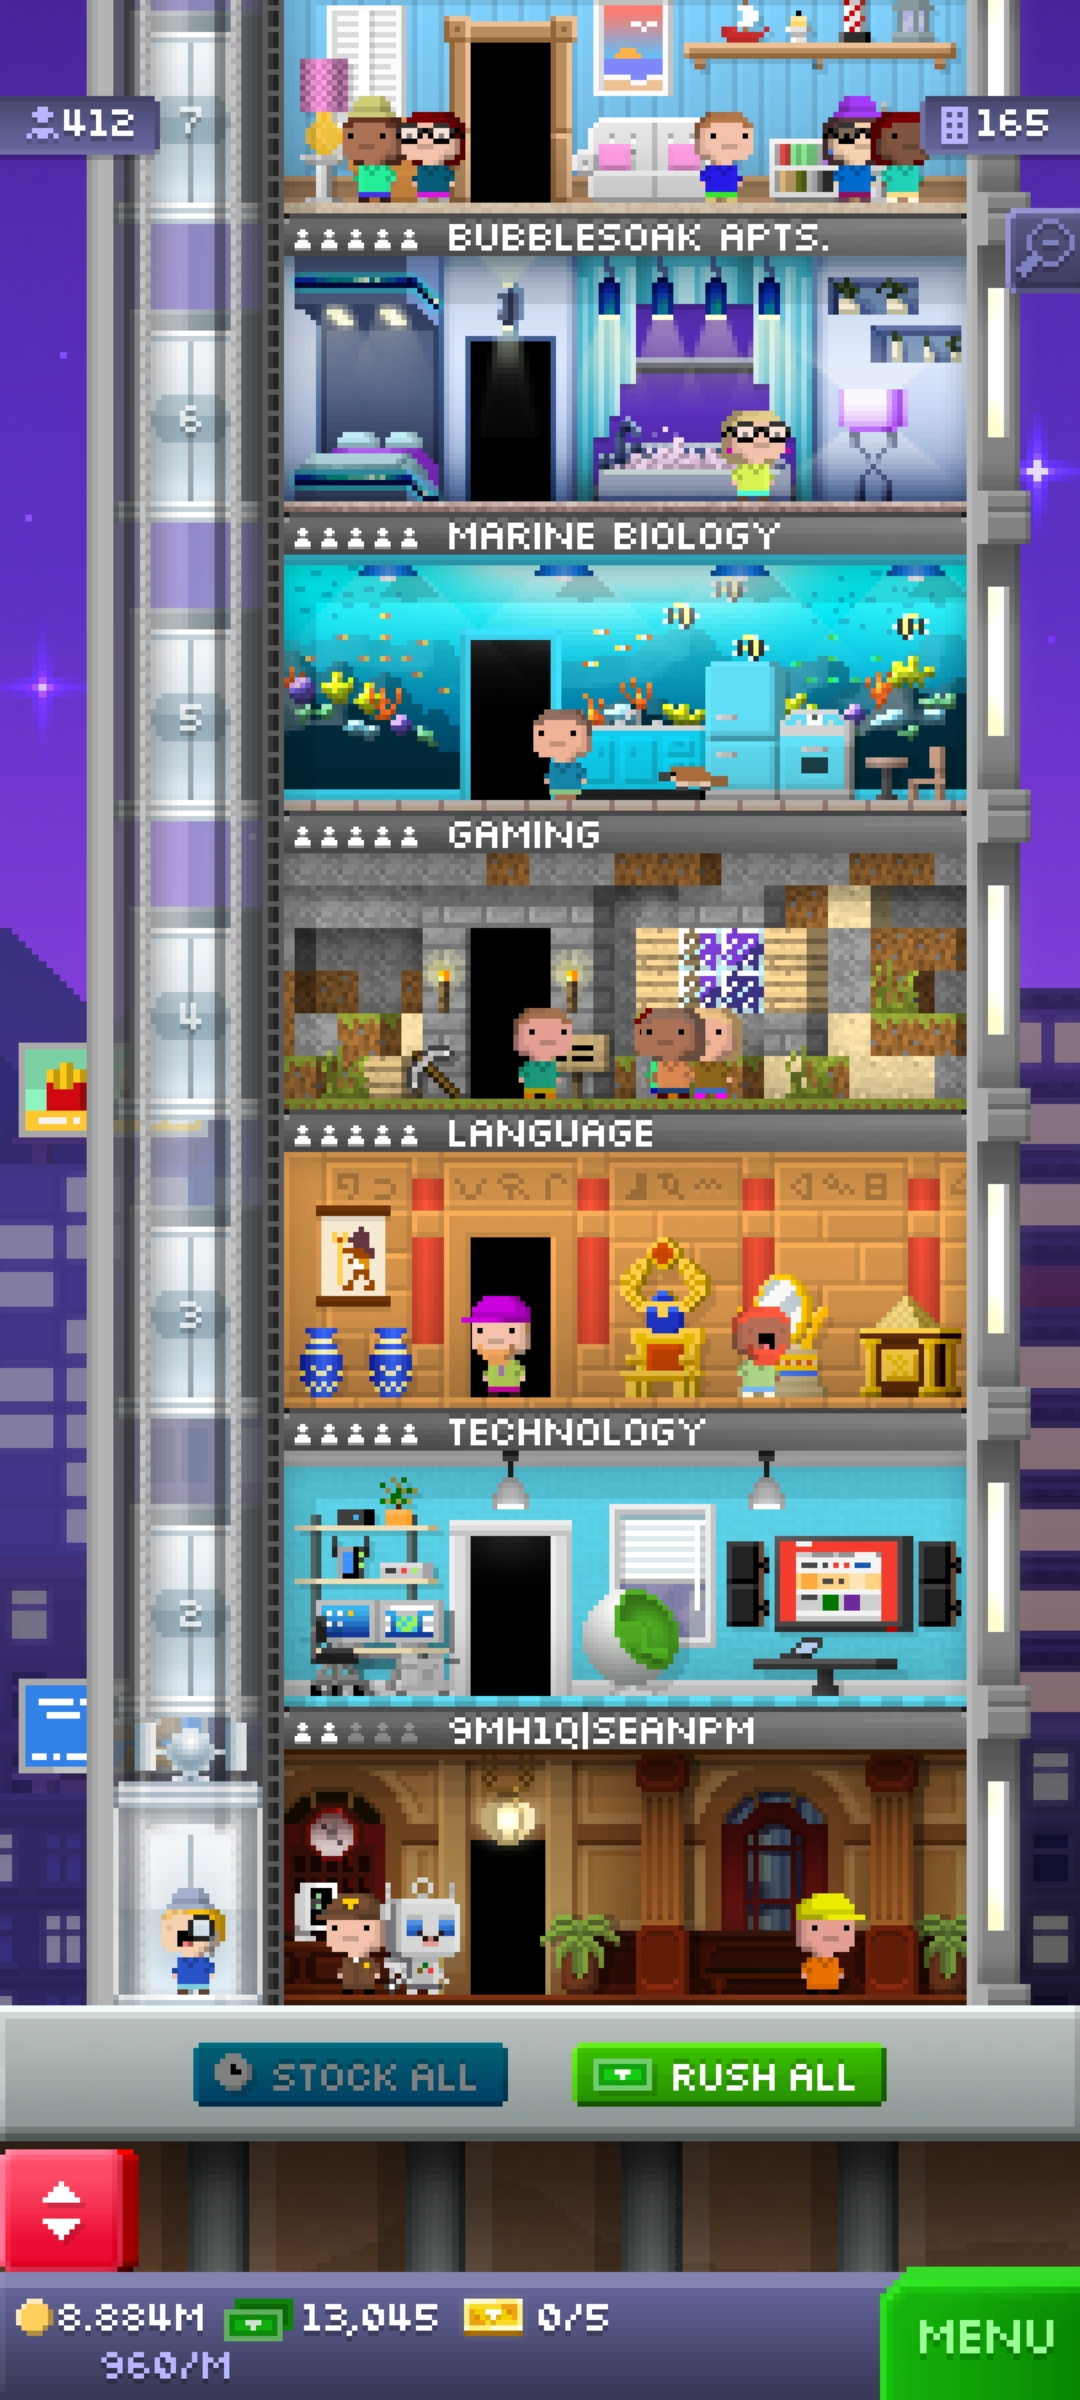 412
7
165
BUBBLESOAK APTS.
6
MARINE BIOLOGY
5
GAMING
4
LANGUAGE
3
TECHNOLOGY
2
9MH1Q|SEANPM
STOCK ALL
RUSH ALL
8.884M
13,045
0/5
960/M
MENU